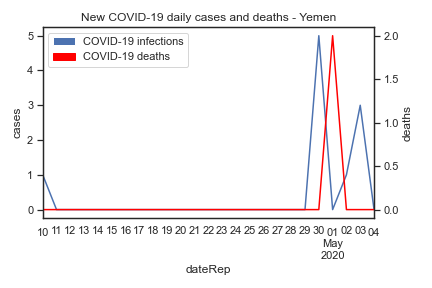 New COVID-19 daily cases and deaths - Yemen
COVID-19 infections
COVID-19 deaths
5
4
3
2
1
0
cases
2.0
1.5
1.0
0.5
0.0
deaths
10 11 12 13 14 15 16 17 18 19 20 21 22 23 24 25 26 27 28 29 30 01 02 03 04
May
2020
dateRep